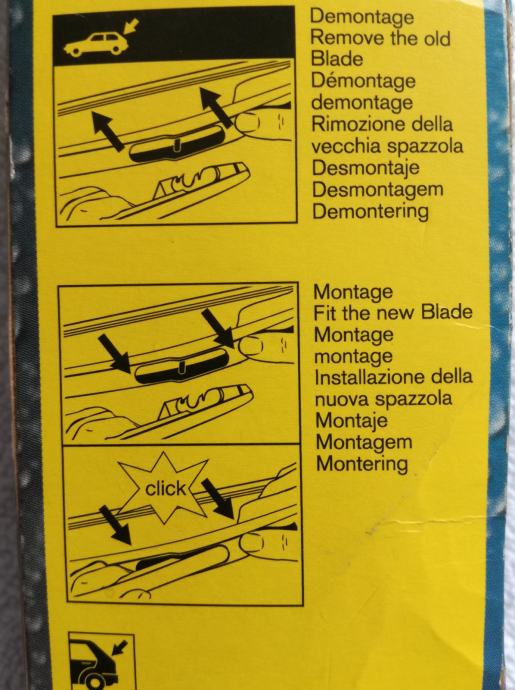 Demontage
Remove the old
Blade
Démontage
demontage
Rimozione della
vecchia spazzola
Desmontaje
Desmontagem
Demontering
Montage
Fit the new Blade
Montage
montage
Installazione della
nuova spazzola
Montaje
Montagem
Montering
click